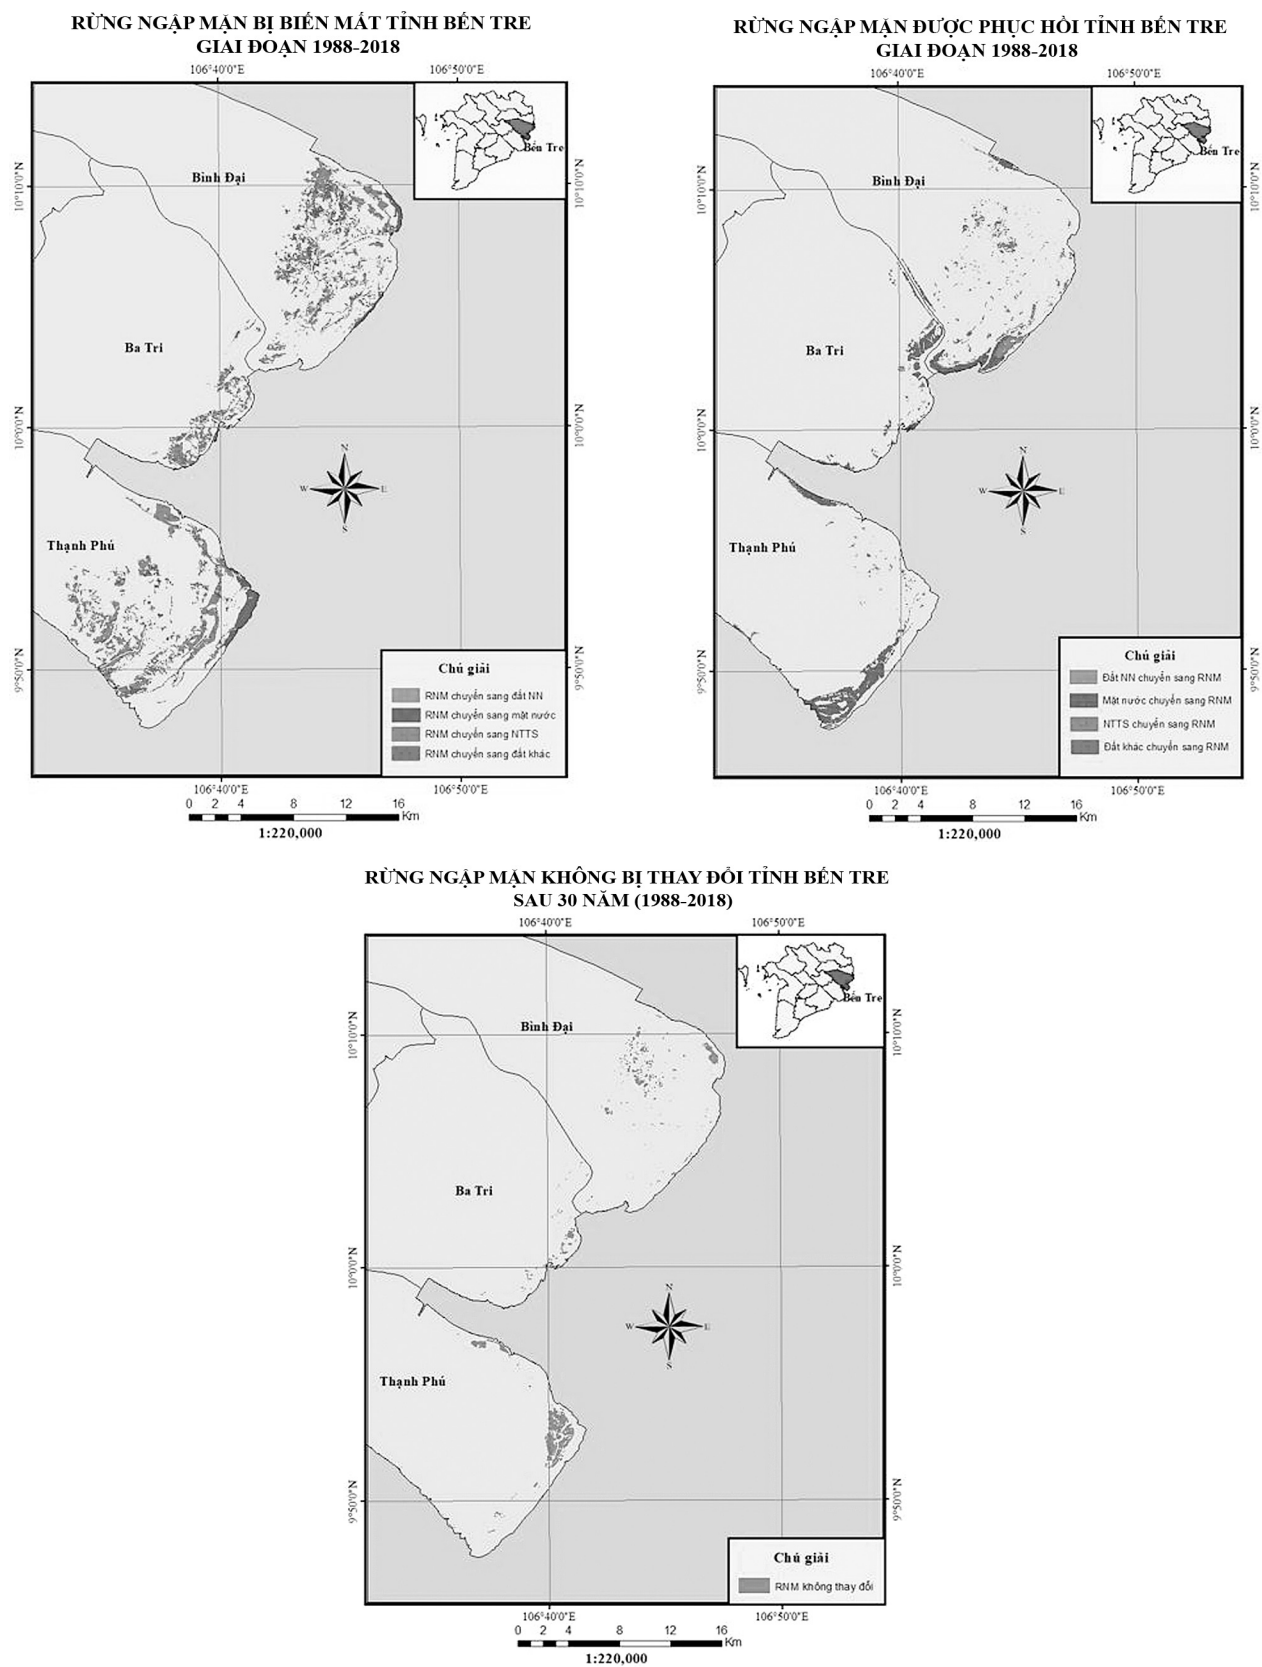 RỪNG NGẬP MẶN BỊ BIẾN MẤT TỈNH BẾN TRE
GIAI ĐOẠN 1988-2018
106°40'0"E 106°50'0"E
10°10'0"N 10°10'0"N
10°0'0"N 10°0'0"N
9°50'0"N 9°50'0"N
Bến Tre
Bình Đại
Ba Tri
N
W E
S
Thạnh Phú
Chú giải
RNM chuyển sang đất NN
RNM chuyển sang mặt nước
RNM chuyển sang NTTS
RNM chuyển sang đất khác
106°40'0"E 106°50'0"E
0 2 4 8 12 16
Km
1:220,000
RỪNG NGẬP MẶN ĐƯỢC PHỤC HỒI TỈNH BẾN TRE
GIAI ĐOẠN 1988-2018
106°40'0"E 106°50'0"E
10°10'0"N 10°10'0"N
10°0'0"N 10°0'0"N
9°50'0"N 9°50'0"N
Bến Tre
Bình Đại
Ba Tri
N
W E
S
Thạnh Phú
Chú giải
Đất NN chuyển sang RNM
Mặt nước chuyển sang RNM
NTTS chuyển sang RNM
Đất khác chuyển sang RNM
106°40'0"E 106°50'0"E
0 2 4 8 12 16
Km
1:220,000
RỪNG NGẬP MẶN KHÔNG BỊ THAY ĐỔI TỈNH BẾN TRE
SAU 30 NĂM (1988-2018)
106°40'0"E 106°50'0"E
10°10'0"N 10°10'0"N
10°0'0"N 10°0'0"N
9°50'0"N 9°50'0"N
Bến Tre
Bình Đại
Ba Tri
N
W E
S
Thạnh Phú
Chú giải
RNM không thay đổi
106°40'0"E 106°50'0"E
0 2 4 8 12 16
Km
1:220,000